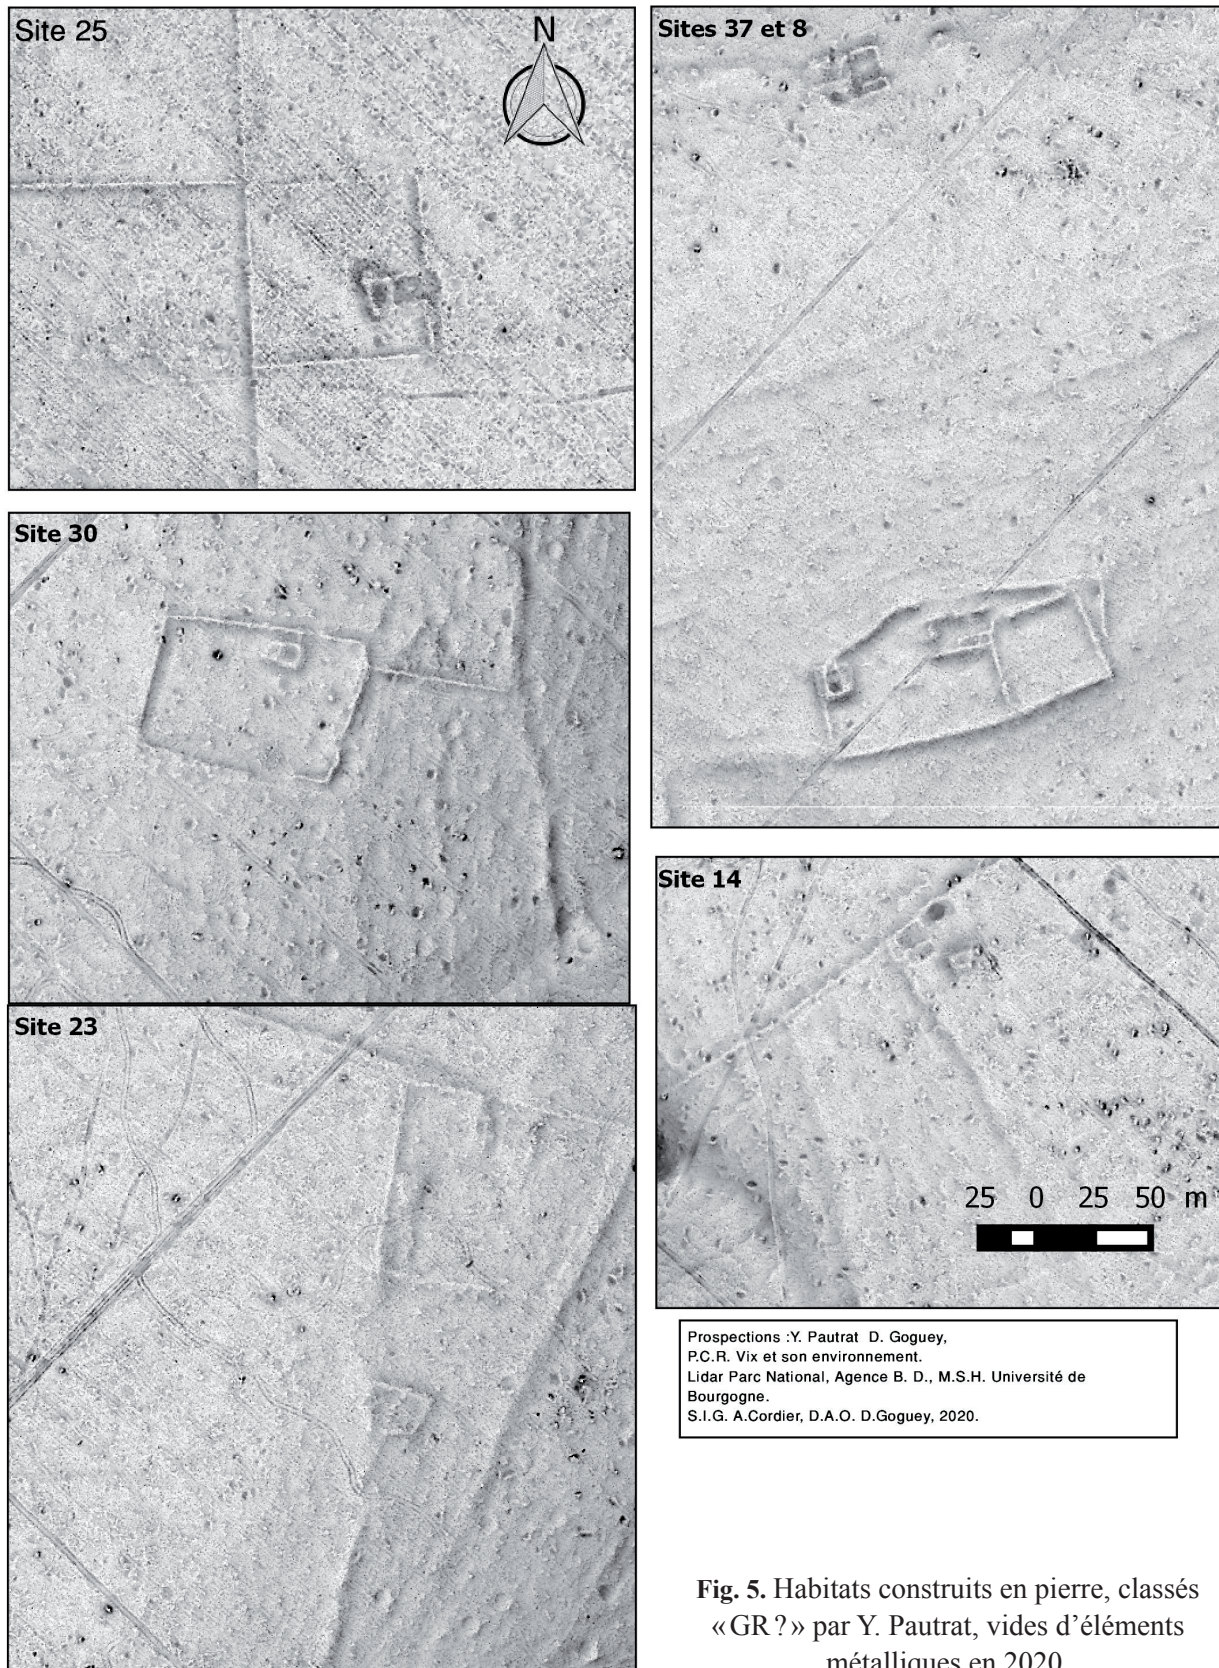 Site 25
N
Sites 37 et 8
Site 30
Site 14
25 0 25 50 m
Site 23
Prospections :Y. Pautrat D. Goguey,
P.C.R. Vix et son environnement.
Lidar Parc National, Agence B. D., M.S.H. Université de
Bourgogne.
S.I.G. A.Cordier, D.A.O. D.Goguey, 2020.
Fig. 5. Habitats construits en pierre, classés
«GR?» par Y. Pautrat, vides d'éléments
métalliques en 2020